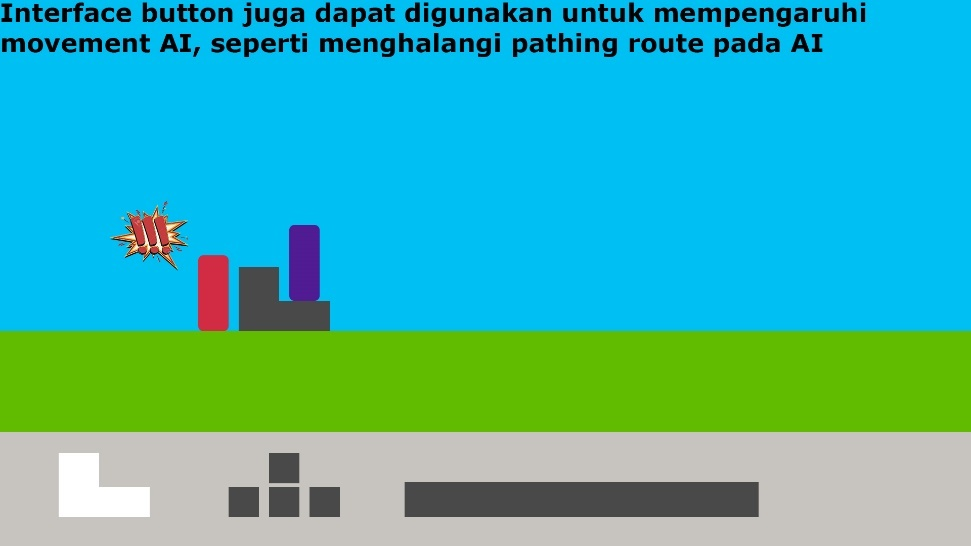 Interface button juga dapat digunakan untuk mempengaruhi
movement AI, seperti menghalangi pathing route pada AI